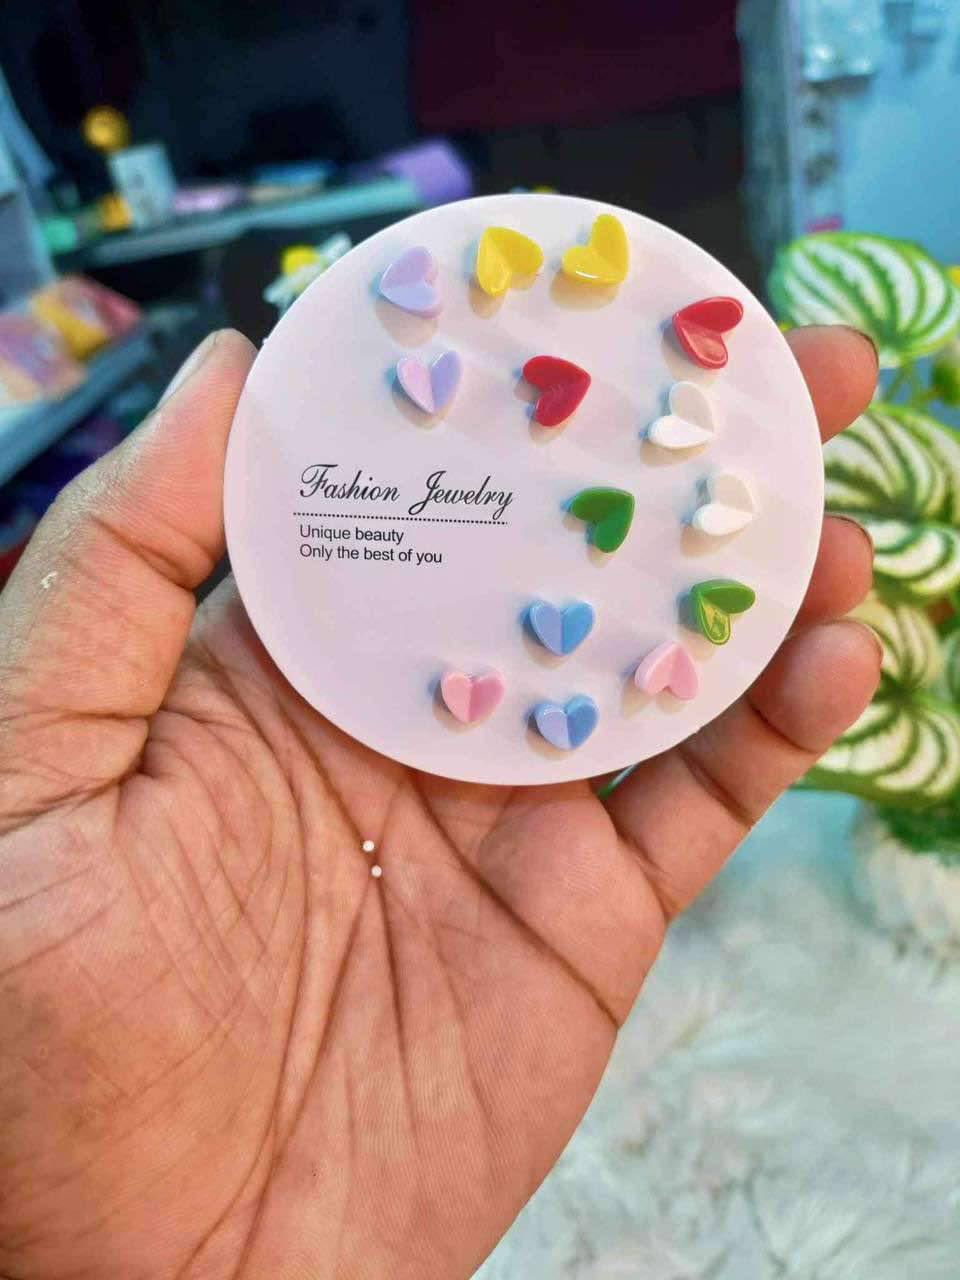 Fashion Jewelry
Unique beauty
Only the best of you